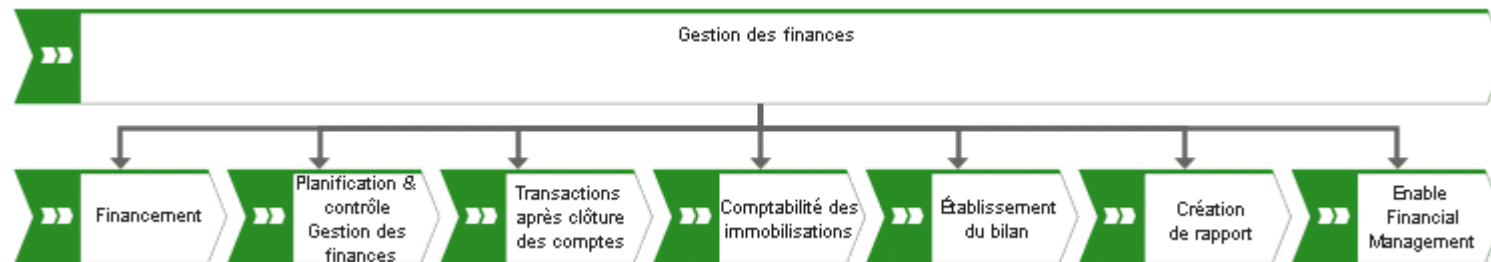 Gestion des finances
Financement
Planification &
contrôle
Gestion des
finances
Transactions
après clôture
des comptes
Comptabilité des
immobilisations
Établissement
du bilan
Création
de rapport
Enable
Financial
Management